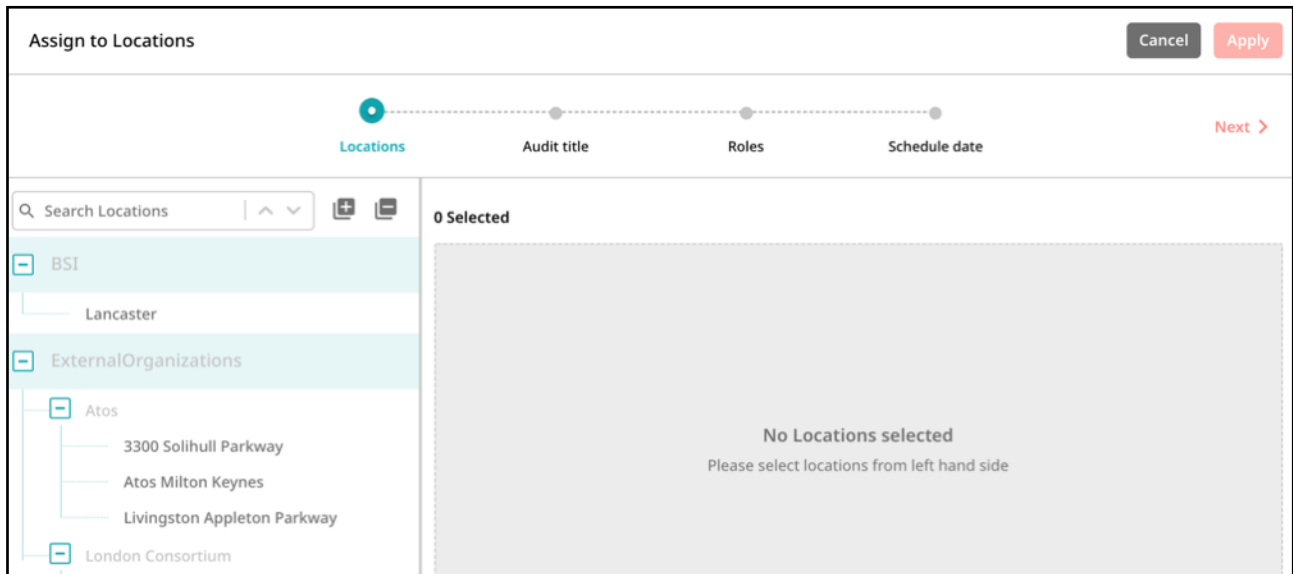 Assign to Locations
Cancel
Apply
Locations
Audit title
Roles
Schedule date
Next
Search Locations
0 Selected
BSI
Lancaster
ExternalOrganizations
Atos
3300 Solihull Parkway
Atos Milton Keynes
Livingston Appleton Parkway
London Consortium
No Locations selected
Please select locations from left hand side